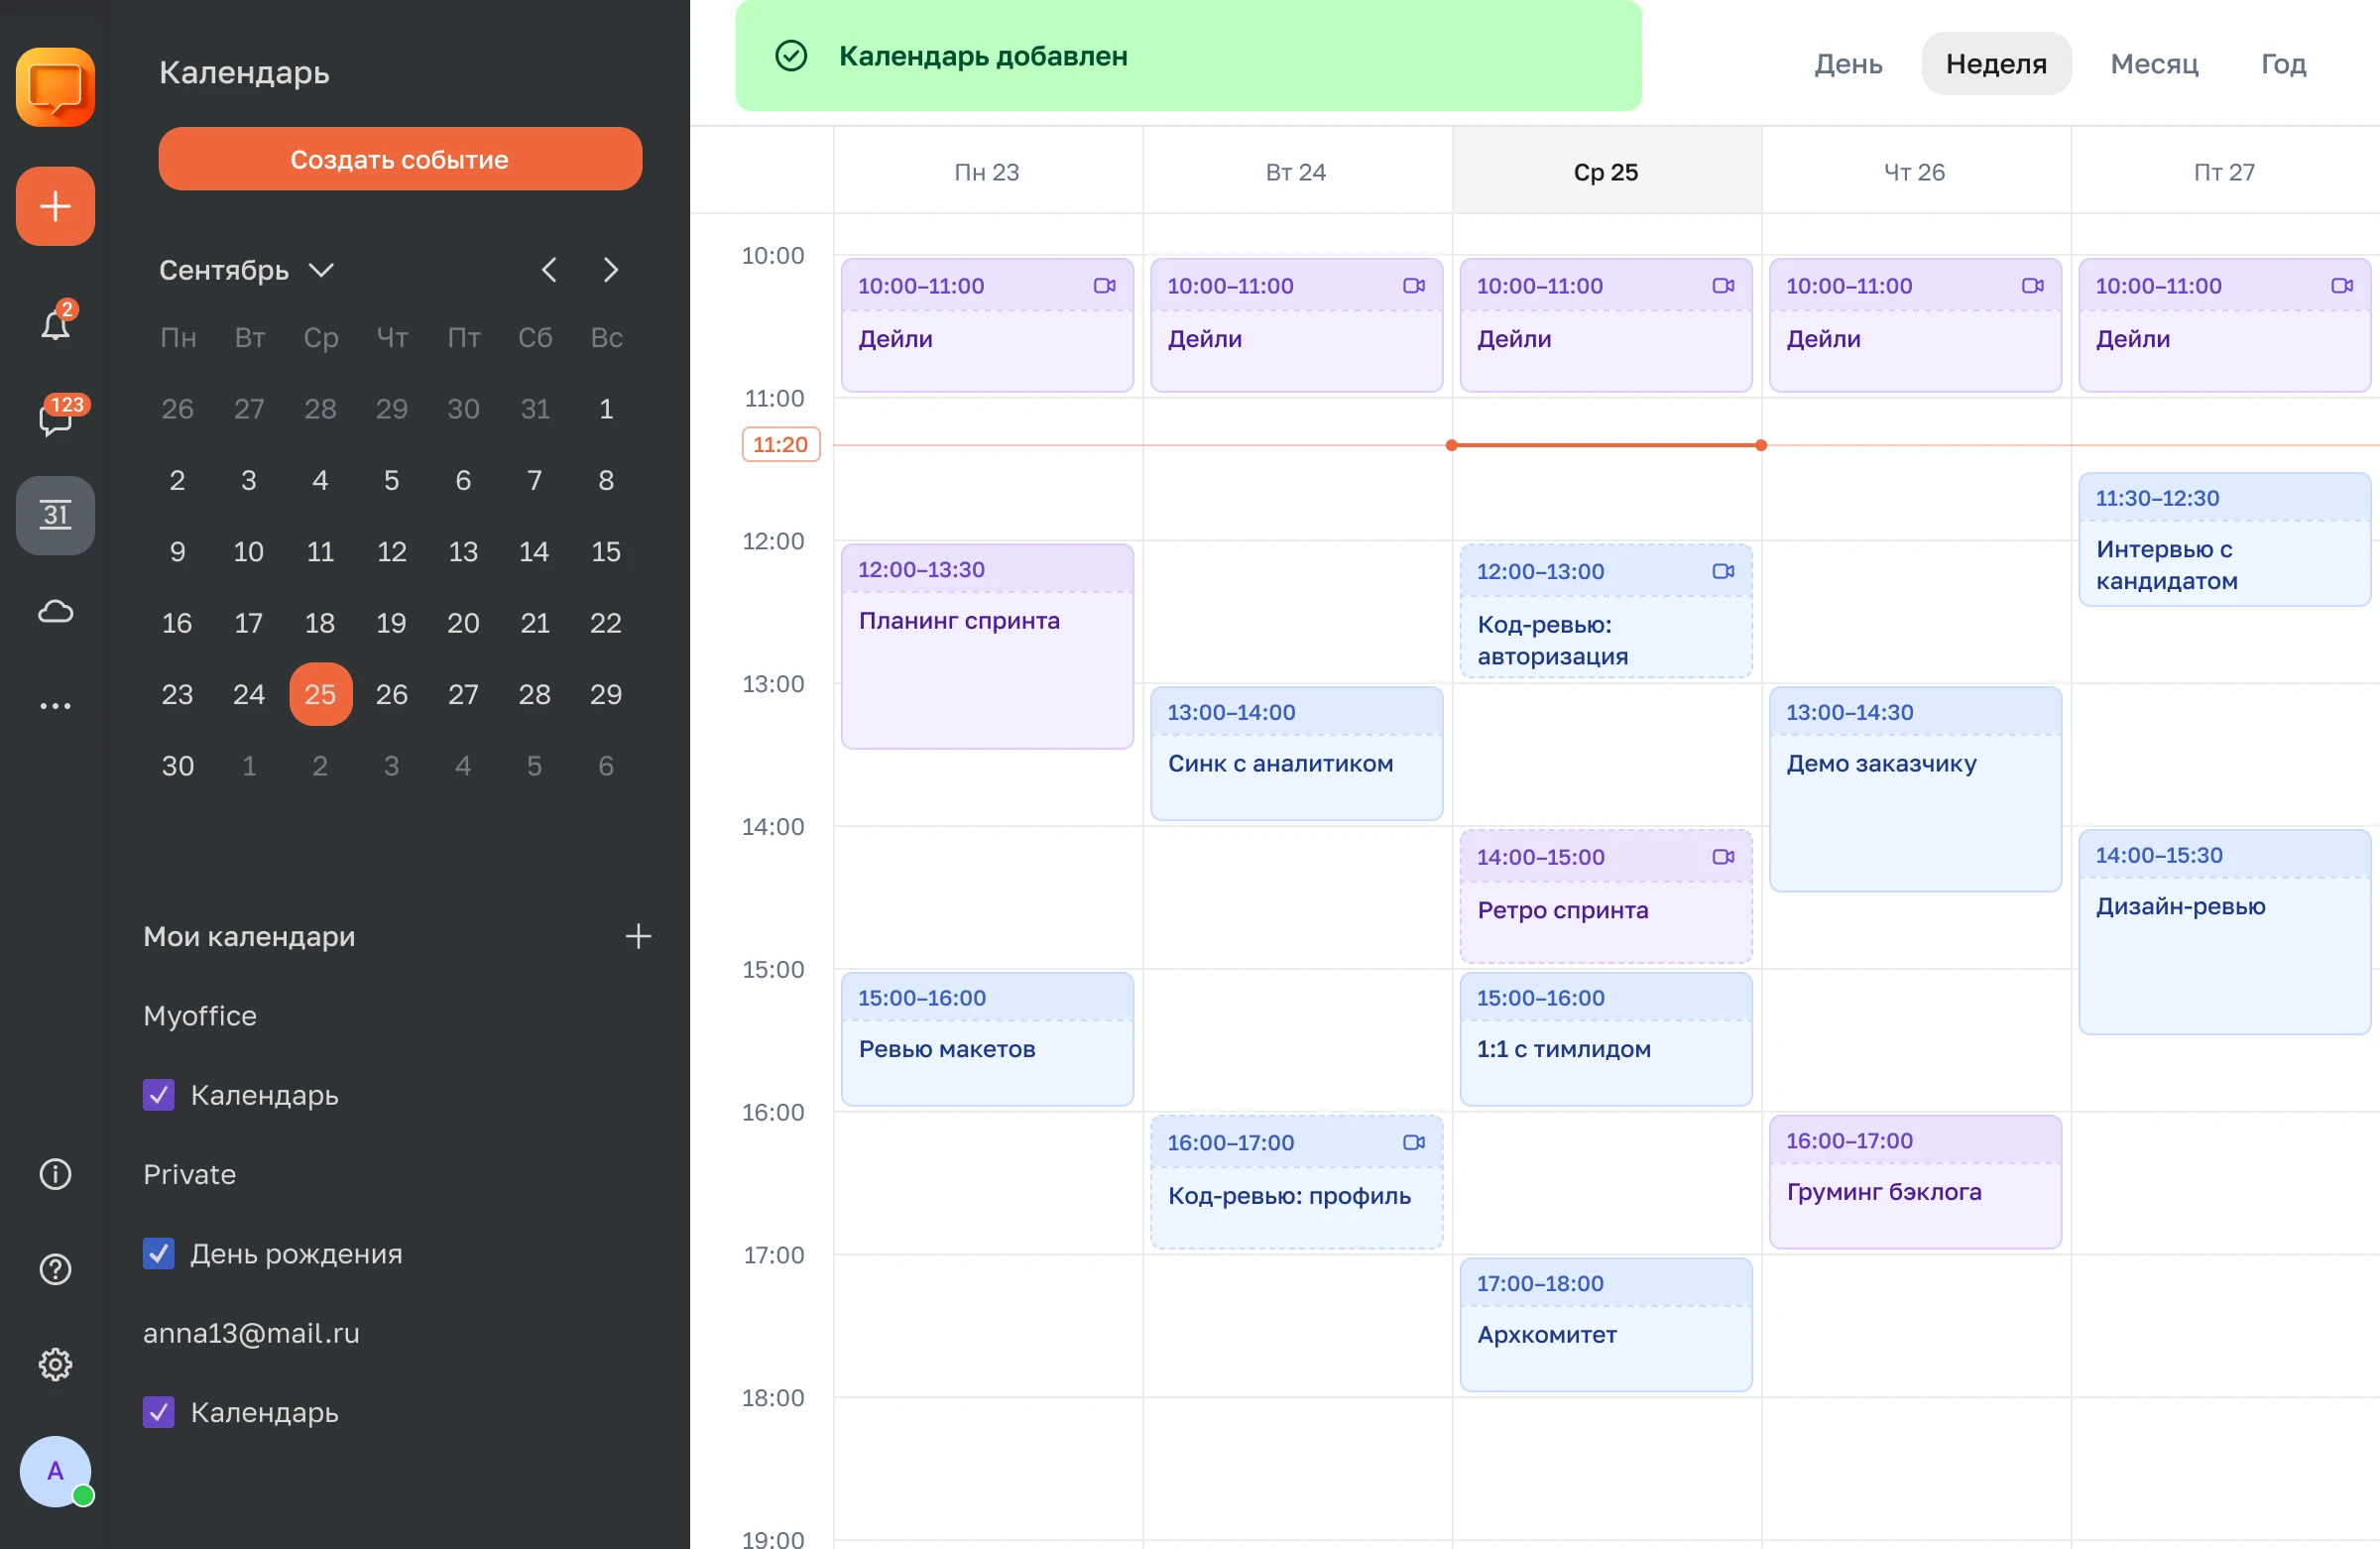 Календарь
Создать событие
Сентябрь
Пн Вт Ср Чт Пт Сб Вс
26 27 28 29 30 31 1
2 3 4 5 6 7 8
9 10 11 12 13 14 15
16 17 18 19 20 21 22
23 24 25 26 27 28 29
30 1 2 3 4 5 6
Мои календари
Myoffice
Календарь
Private
День рождения
anna13@mail.ru
Календарь
2
123
31
A
Календарь добавлен
День Неделя Месяц Год
Пн 23 Вт 24 Ср 25 Чт 26 Пт 27
10:00
11:00
11:20
12:00
13:00
14:00
15:00
16:00
17:00
18:00
19:00
10:00–11:00
Дейли
12:00–13:30
Планинг спринта
15:00–16:00
Ревью макетов
10:00–11:00
Дейли
13:00–14:00
Синк с аналитиком
16:00–17:00
Код-ревью: профиль
10:00–11:00
Дейли
12:00–13:00
Код-ревью:
авторизация
14:00–15:00
Ретро спринта
15:00–16:00
1:1 с тимлидом
17:00–18:00
Архкомитет
10:00–11:00
Дейли
13:00–14:30
Демо заказчику
16:00–17:00
Груминг бэклога
10:00–11:00
Дейли
11:30–12:30
Интервью с
кандидатом
14:00–15:30
Дизайн-ревью